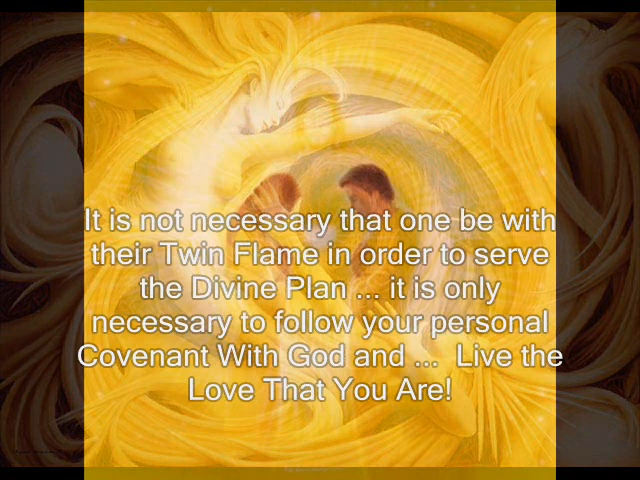 It is not necessary that one be with
their Twin Flame in order to serve
the Divine Plan ... it is only
necessary to follow your personal
Covenant With God and ...  Live the
Love That You Are!